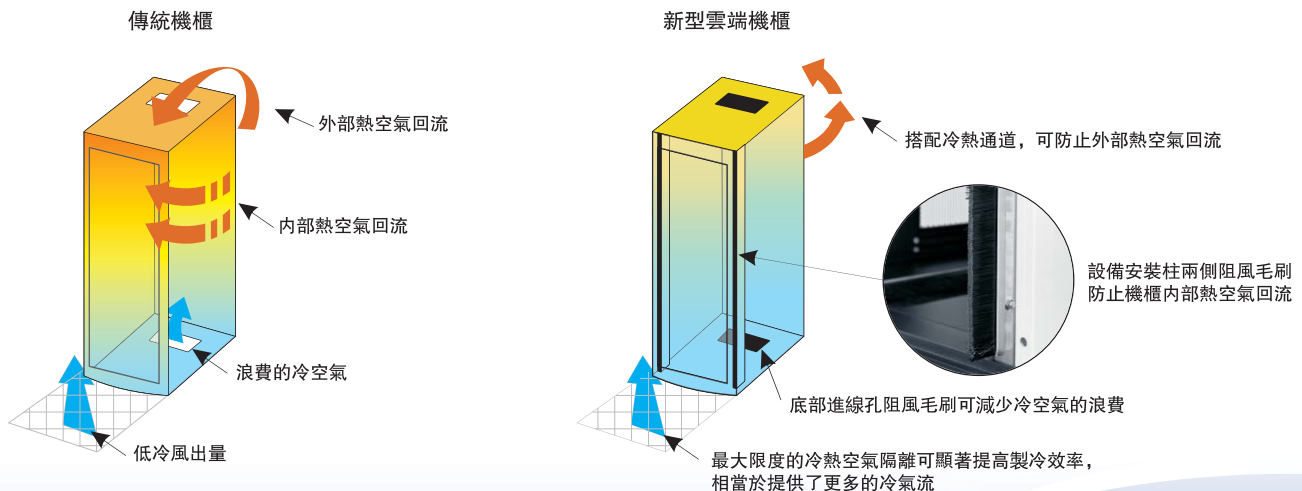 傳統機櫃
外部熱空氣回流
內部熱空氣回流
浪費的冷空氣
低冷風出量
新型雲端機櫃
搭配冷熱通道，可防止外部熱空氣回流
設備安裝柱兩側阻風毛刷
防止機櫃內部熱空氣回流
底部進線孔阻風毛刷可減少冷空氣的浪費
最大限度的冷熱空氣隔離可顯著提高製冷效率，
相當於提供了更多的冷氣流